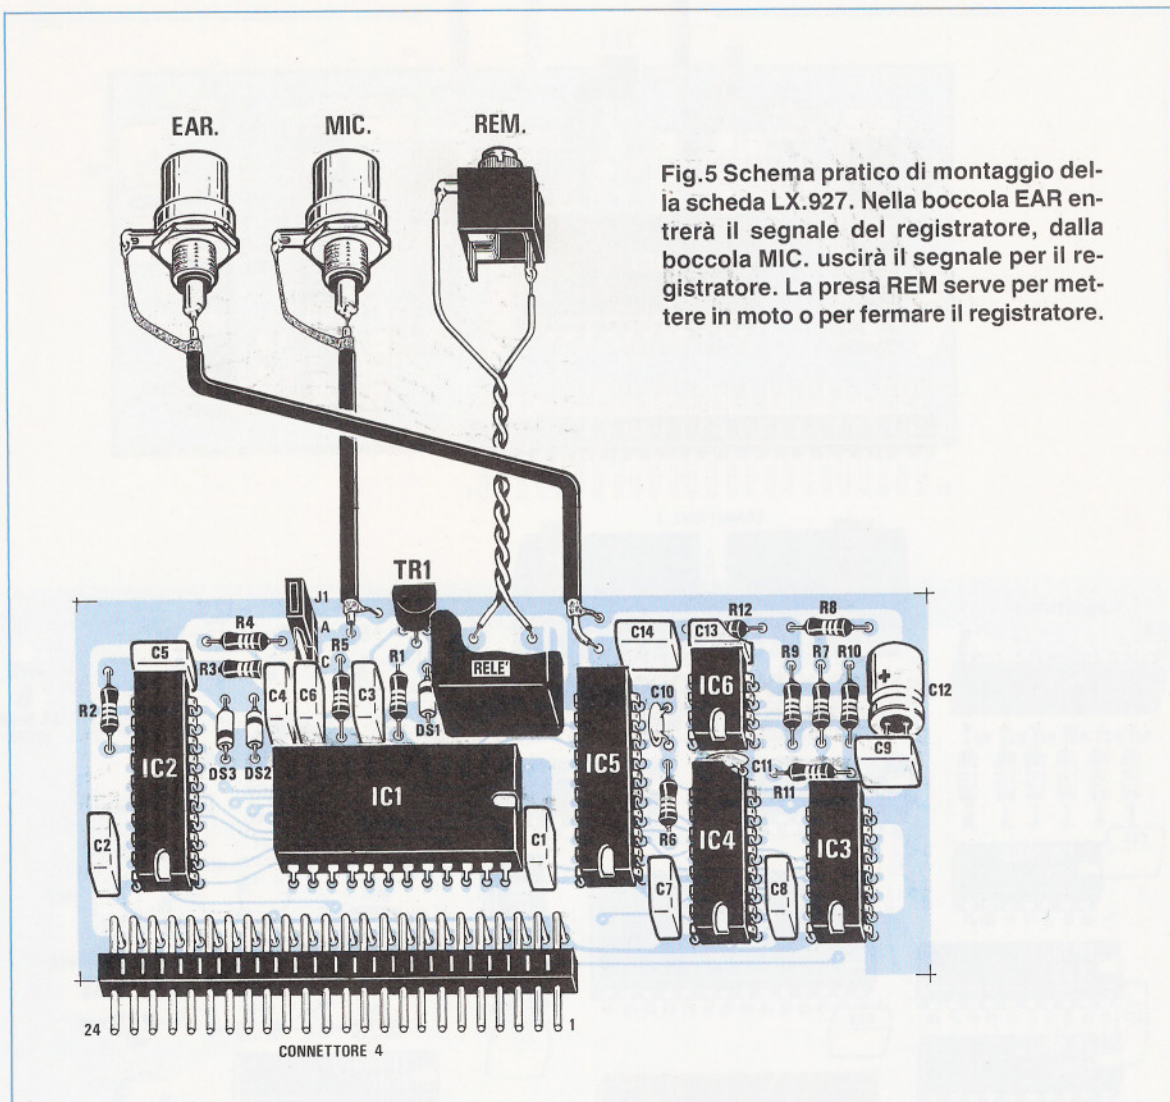 EAR.
MIC.
REM.
Fig.5 Schema pratico di montaggio del-
la scheda LX.927. Nella boccola EAR en-
trerà il segnale del registratore, dalla
boccola MIC. uscirà il segnale per il re-
gistratore. La presa REM serve per met-
tere in moto o per fermare il registratore.
TR1
J1
A
C
R4
R5
R1
R3
C5
C4
C6
C3
R2
DS3
DS2
DS1
RELE'
C14
C13
R12
R8
R9
R7
R10
C12
C10
IC6
C9
C11
R11
IC2
IC1
IC5
R6
IC4
IC3
C2
C1
C7
C8
+
24
1
CONNETTORE 4